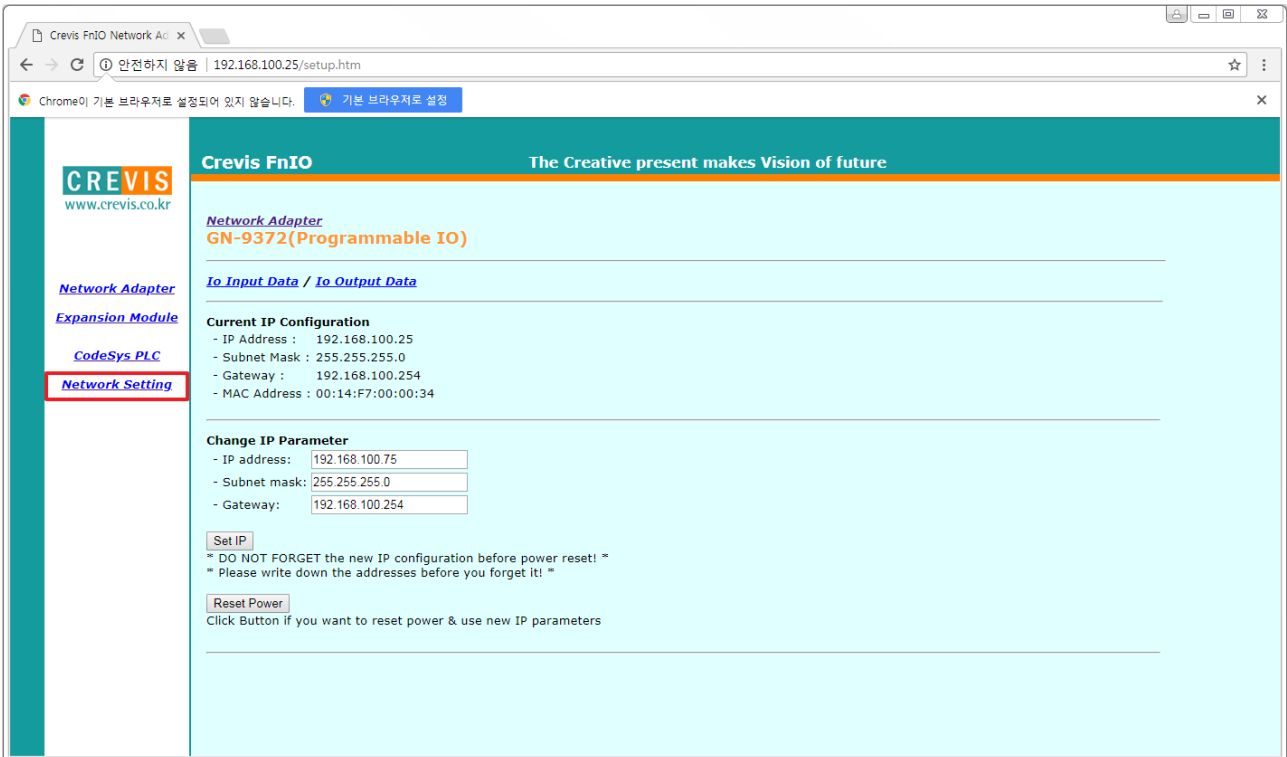 Crevis FnIO Network Ad
안전하지 않음 | 192.168.100.25/setup.htm
Chrome이 기본 브라우저로 설정되어 있지 않습니다. 기본 브라우저로 설정
CREVIS
www.crevis.co.kr
Network Adapter
Expansion Module
CodeSys PLC
Network Setting
Crevis FnIO The Creative present makes Vision of future
Network Adapter
GN-9372(Programmable IO)
Io Input Data / Io Output Data
Current IP Configuration
- IP Address : 192.168.100.25
- Subnet Mask : 255.255.255.0
- Gateway : 192.168.100.254
- MAC Address : 00:14:F7:00:00:34
Change IP Parameter
- IP address: 192.168.100.75
- Subnet mask: 255.255.255.0
- Gateway: 192.168.100.254
Set IP
* DO NOT FORGET the new IP configuration before power reset! *
* Please write down the addresses before you forget it! *
Reset Power
Click Button if you want to reset power & use new IP parameters